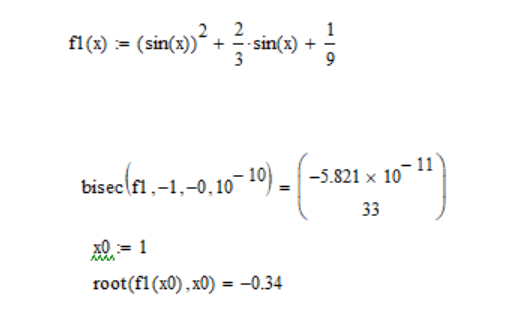 f1(x) := (sin(x))² + 2/3 · sin(x) + 1/9
bisec(f1,−1,−0,10⁻¹⁰) = (−5.821 × 10⁻¹¹
33)
x0 := 1
root(f1(x0),x0) = −0.34